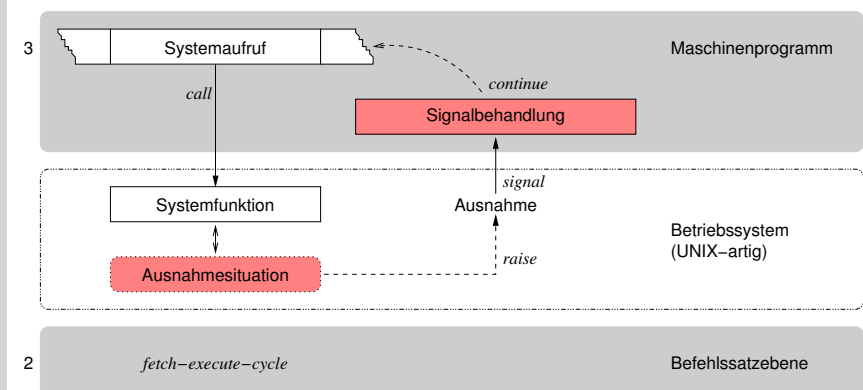 3
Systemaufruf
Maschinenprogramm
call
continue
Signalbehandlung
signal
Systemfunktion
Ausnahme
Betriebssystem
(UNIX−artig)
raise
Ausnahmesituation
2
fetch−execute−cycle
Befehlssatzebene